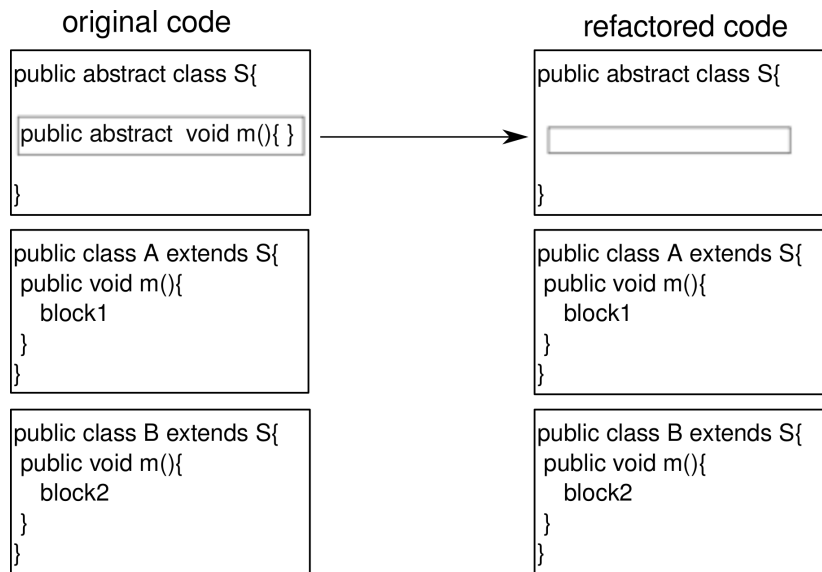 original code
public abstract class S{
public abstract  void m(){ }
}
public class A extends S{
public void m(){
block1
}
}
public class B extends S{
public void m(){
block2
}
}
refactored code
public abstract class S{
}
public class A extends S{
public void m(){
block1
}
}
public class B extends S{
public void m(){
block2
}
}